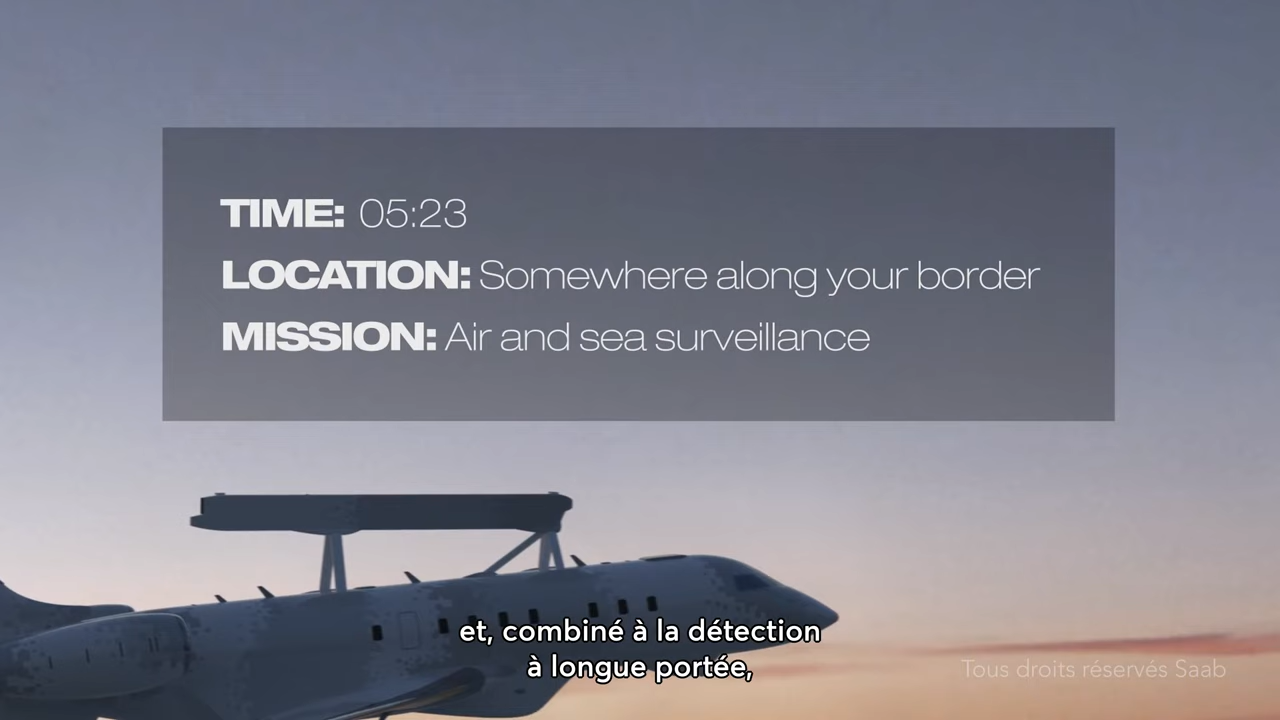 TIME: 05:23
LOCATION: Somewhere along your border
MISSION: Air and sea surveillance
et, combiné à la détection
à longue portée,
Tous droits réservés Saab